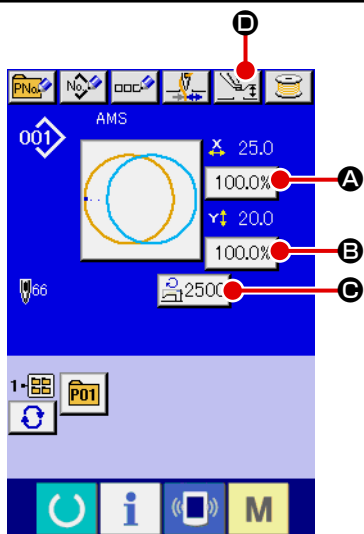 D
PNo. No.
AMS
001
X 25.0
100.0% A
Y 20.0
100.0% B
66 2500 C
1-
P01
i M